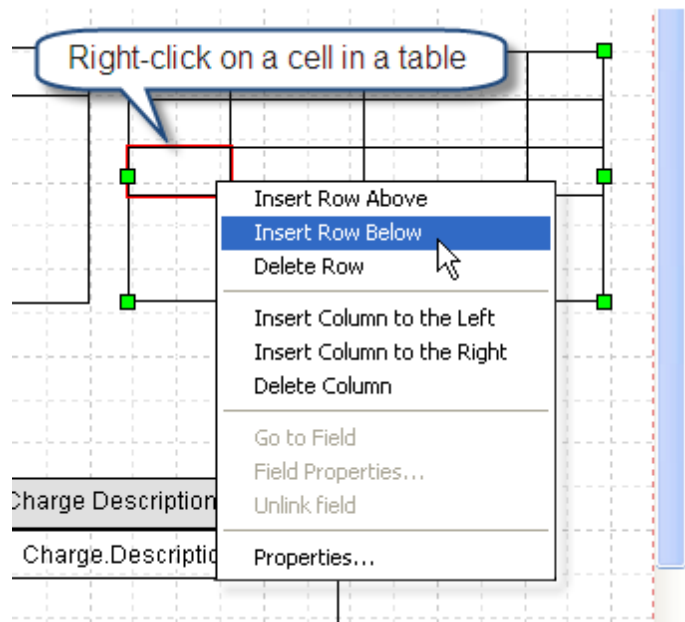 Right-click on a cell in a table
Insert Row Above
Insert Row Below
Delete Row
Insert Column to the Left
Insert Column to the Right
Delete Column
Go to Field
Field Properties...
Unlink field
Properties...
Charge Description
Charge.Descriptio